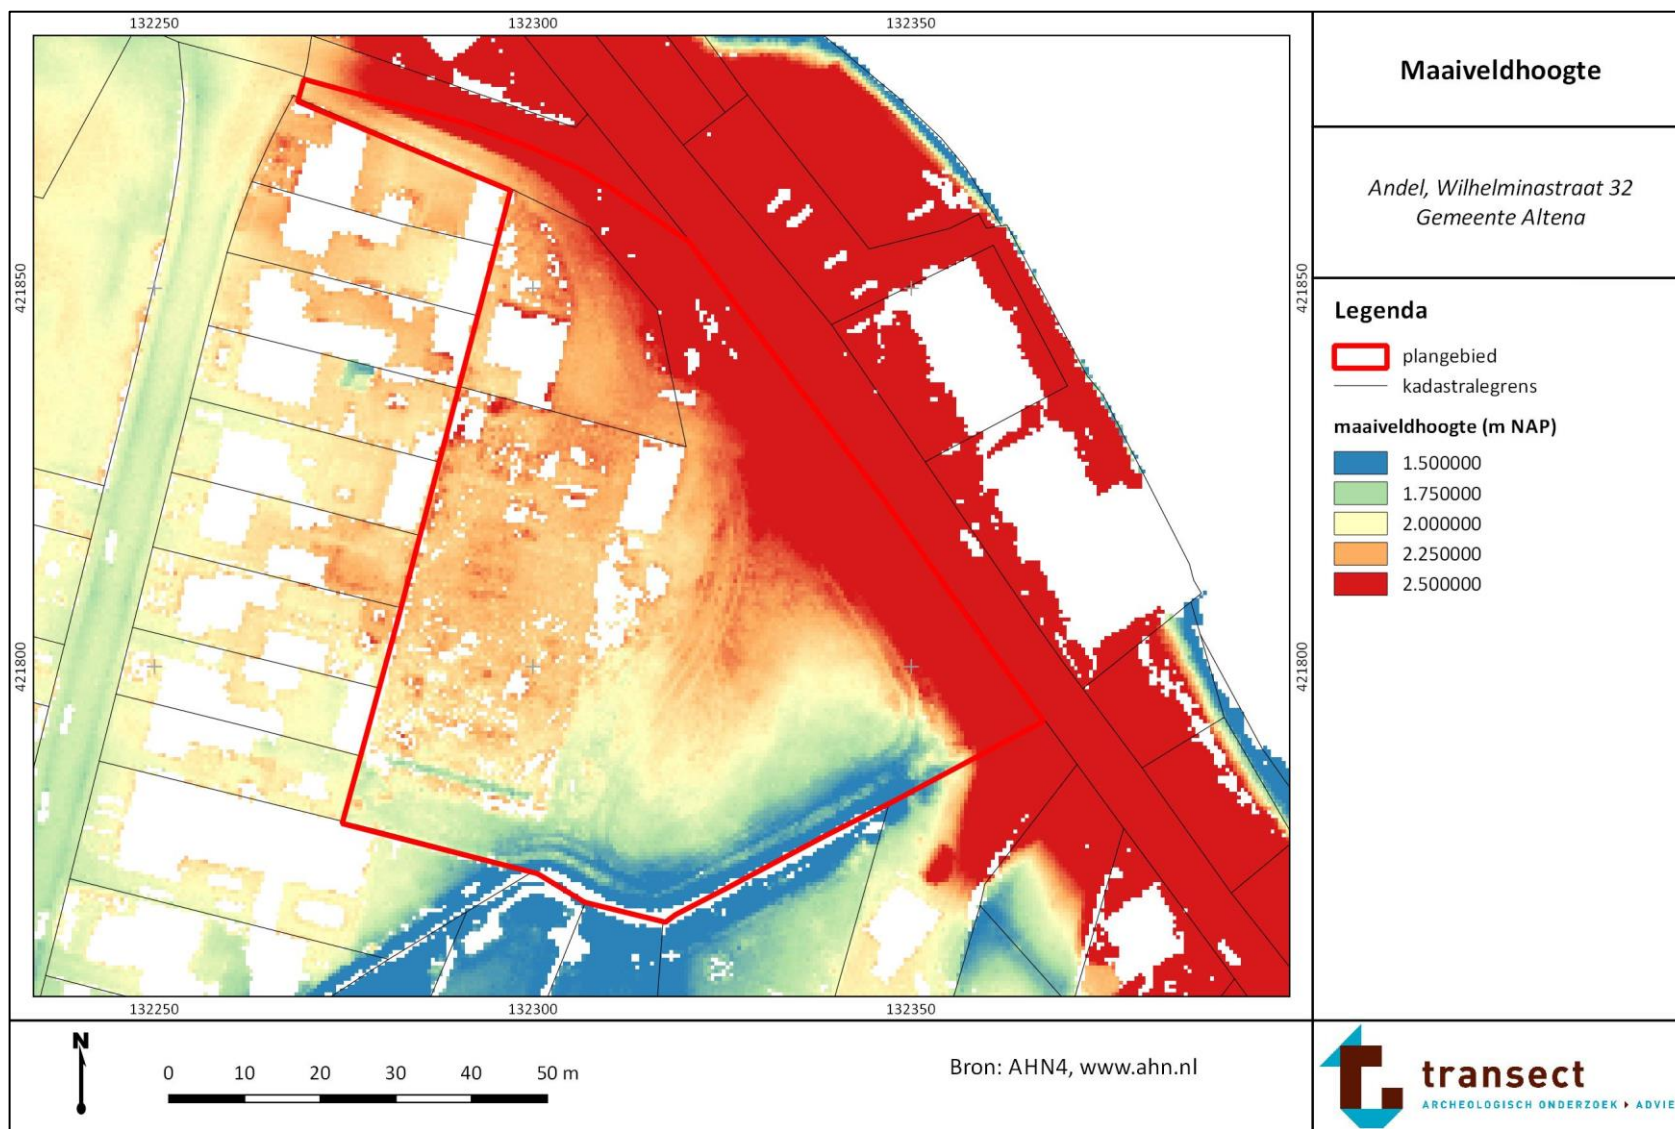 132250 132300 132350
421850 421850
421800 421800
132250 132300 132350
Maaiveldhoogte
Andel, Wilhelminastraat 32
Gemeente Altena
Legenda
plangebied
kadastralegrens
maaiveldhoogte (m NAP)
1.500000
1.750000
2.000000
2.250000
2.500000
N
0 10 20 30 40 50 m
Bron: AHN4, www.ahn.nl
transect
ARCHEOLOGISCH ONDERZOEK ▸ ADVIE